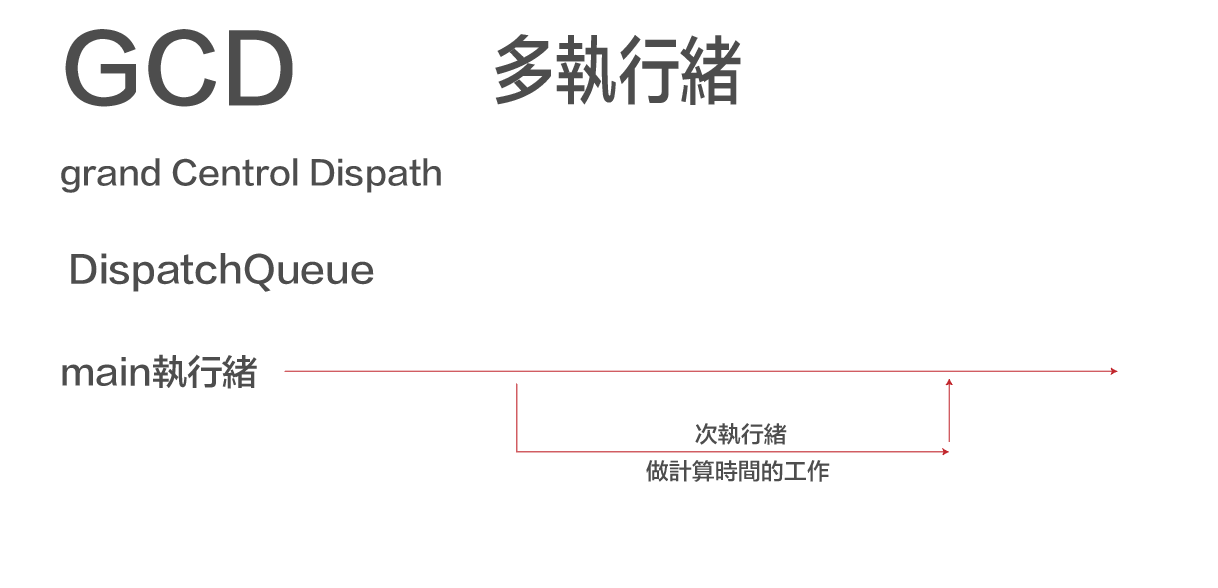 GCD 多執行緒
grand Central Dispath
DispatchQueue
main執行緒
次執行緒
做計算時間的工作